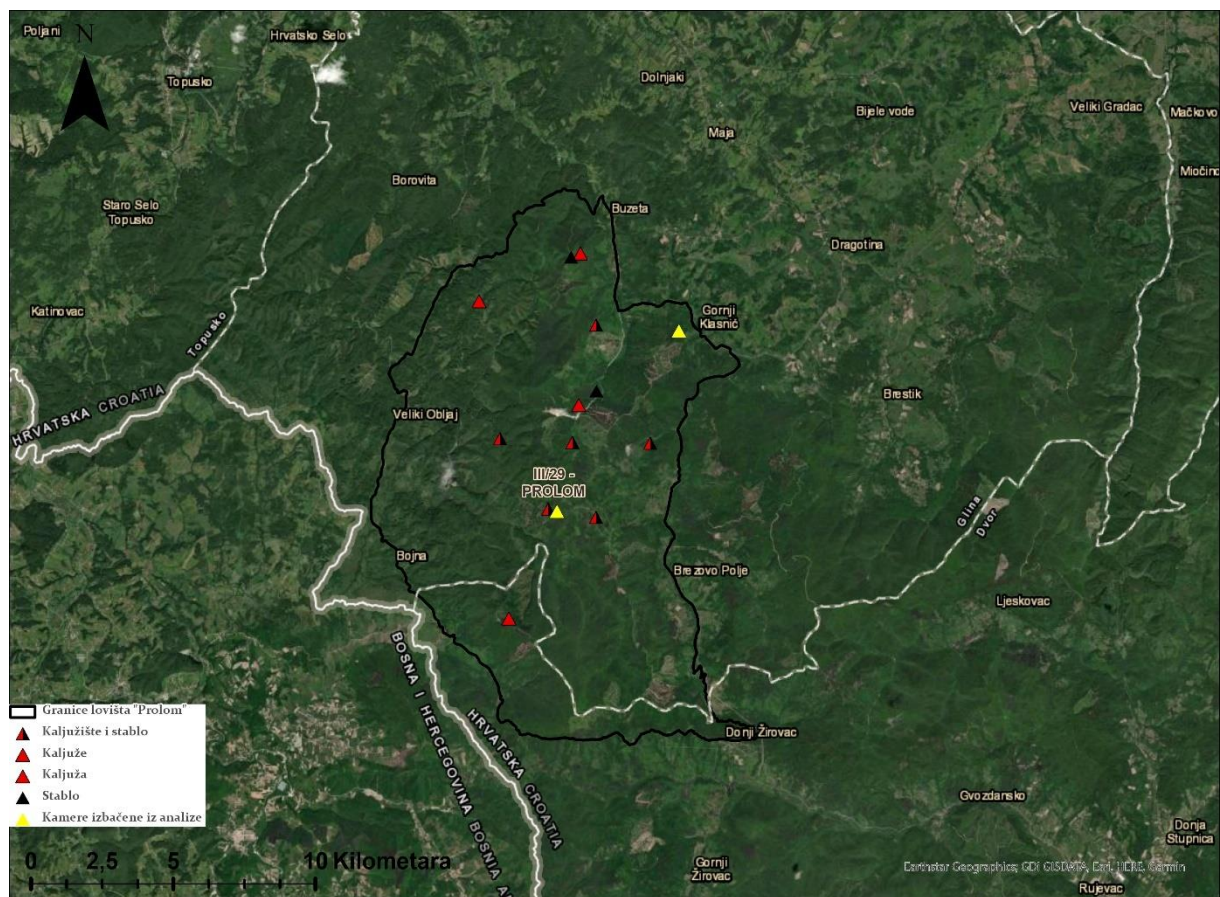 Poljani
N
Hrvatsko Selo
Topusko
Dolnjaki
Bijele vode
Veliki Gradac
Mačkovo
Maja
Miočino
Borovita
Staro Selo
Topusko
Buzeta
Dragotina
Katinovac
Gornji
Klasnić
Topusko
HRVATSKA CROATIA
Veliki Obljaj
Brestik
III/29 -
PROLOM
Glina
Dvor
Bojna
Brezovo Polje
Ljeskovac
BOSNA I HERCEGOVINA BOSNIA A
HRVATSKA CROATIA
Donji Žirovac
Granice lovišta "Prolom"
Kaljužište i stablo
Kaljuže
Kaljuža
Stablo
Kamere izbačene iz analize
Gvozdansko
Donja
Stupnica
0 2,5 5 10 Kilometara
Gornji
Žirovac
Earthstar Geographics; GDi GISDATA, Esri, HERE, Garmin
Rujevac